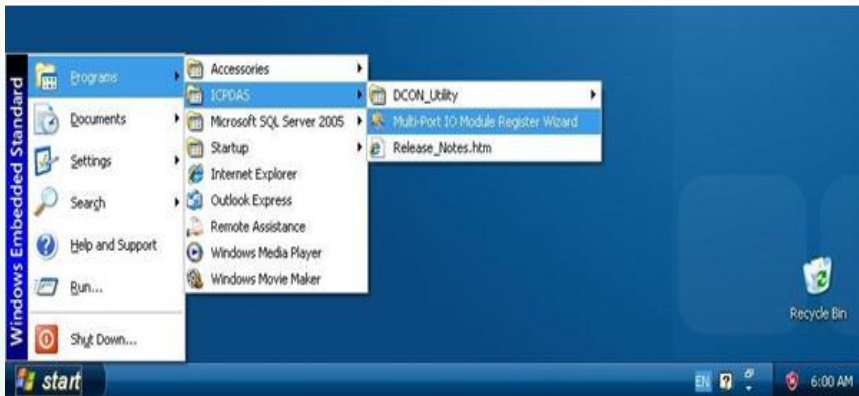 Windows Embedded Standard
Programs
Documents
Settings
Search
Help and Support
Run...
Shut Down...
Accessories
ICPDAS
Microsoft SQL Server 2005
Startup
Internet Explorer
Outlook Express
Remote Assistance
Windows Media Player
Windows Movie Maker
DCON_Utility
Multi-Port IO Module Register Wizard
Release_Notes.htm
Recycle Bin
start
EN
6:00 AM